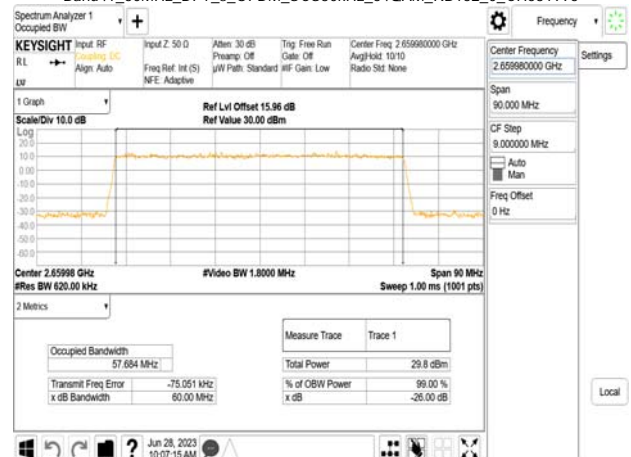 Spectrum Analyzer 1
Occupied BW
Frequency
KEYSIGHT
RL
Input: RF
Coupling: DC
Align: Auto
Input Z: 50 Ω
Freq Ref: Int (S)
NFE: Adaptive
Atten: 30 dB
Preamp: Off
µW Path: Standard
Trig: Free Run
Gate: Off
#IF Gain: Low
Center Freq: 2.659980000 GHz
Avg|Hold: 10/10
Radio Std: None
Center Frequency
2.659980000 GHz
Settings
Span
90.000 MHz
CF Step
9.000000 MHz
Auto
Man
Freq Offset
0 Hz
Local
1 Graph
Scale/Div 10.0 dB
Ref Lvl Offset 15.96 dB
Ref Value 30.00 dBm
Log
20.0
10.0
0.00
-10.0
-20.0
-30.0
-40.0
-50.0
-60.0
Center 2.65998 GHz
#Video BW 1.8000 MHz
Span 90 MHz
#Res BW 620.00 kHz
Sweep 1.00 ms (1001 pts)
2 Metrics
Measure Trace
Trace 1
Occupied Bandwidth
57.684 MHz
Total Power
29.8 dBm
Transmit Freq Error
-75.051 kHz
% of OBW Power
99.00 %
x dB Bandwidth
60.00 MHz
x dB
-26.00 dB
?
Jun 28, 2023
10:07:15 AM